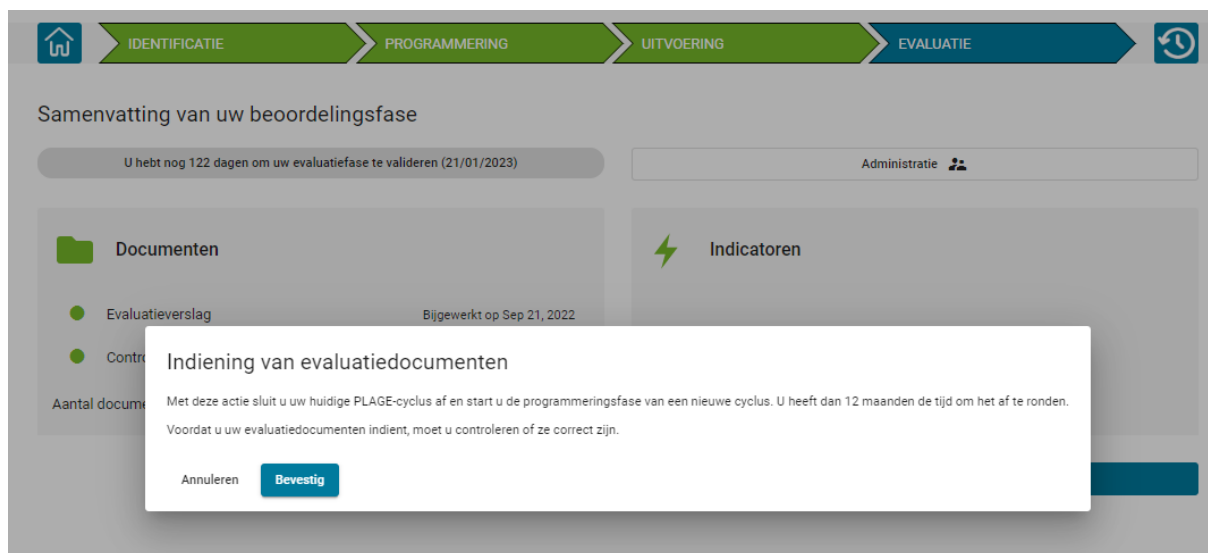 IDENTIFICATIE
PROGRAMMERING
UITVOERING
EVALUATIE
Samenvatting van uw beoordelingsfase
U hebt nog 122 dagen om uw evaluatiefase te valideren (21/01/2023)
Administratie
Documenten
Indicatoren
Evaluatieverslag
Bijgewerkt op Sep 21, 2022
Aantal
Indiening van evaluatiedocumenten
Met deze actie sluit u uw huidige PLAGE-cyclus af en start u de programmeringsfase van een nieuwe cyclus. U heeft dan 12 maanden de tijd om het af te ronden.
Voordat u uw evaluatiedocumenten indient, moet u controleren of ze correct zijn.
Annuleren
Bevestig